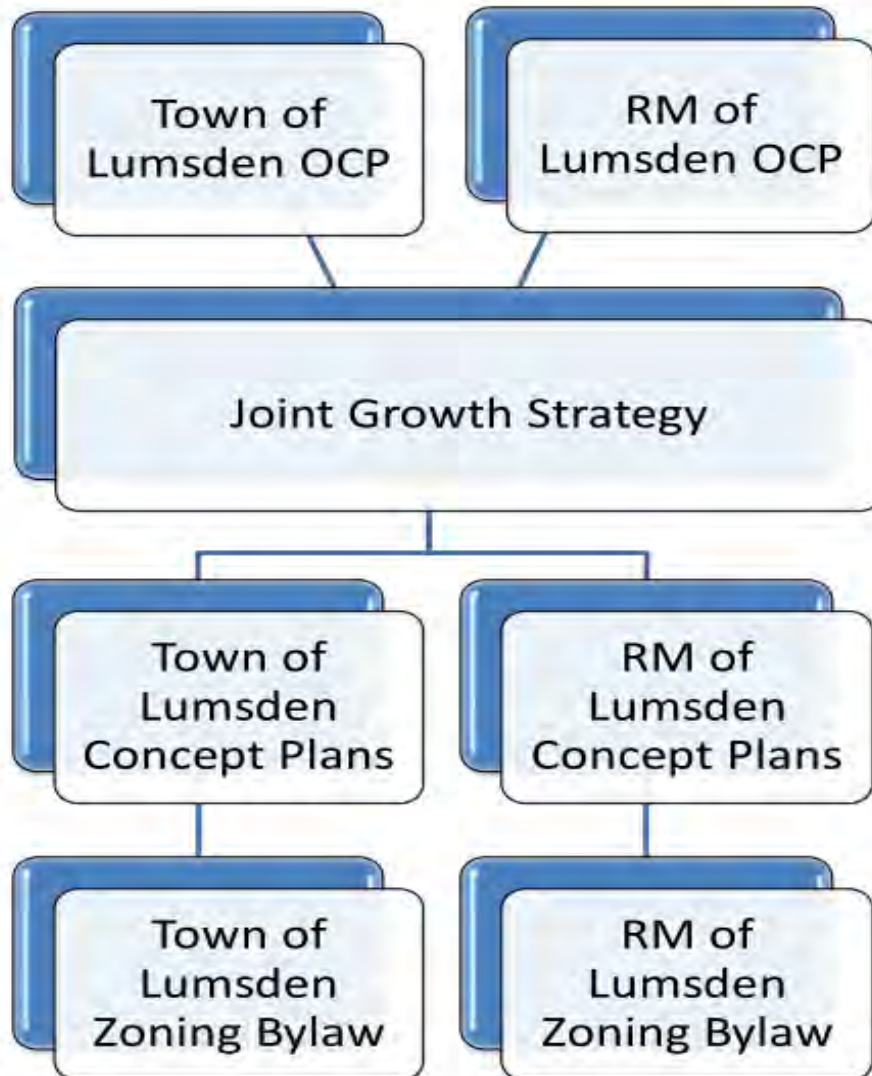 Town of
Lumsden OCP
RM of
Lumsden OCP
Joint Growth Strategy
Town of
Lumsden
Concept Plans
RM of
Lumsden
Concept Plans
Town of
Lumsden
Zoning Bylaw
RM of
Lumsden
Zoning Bylaw